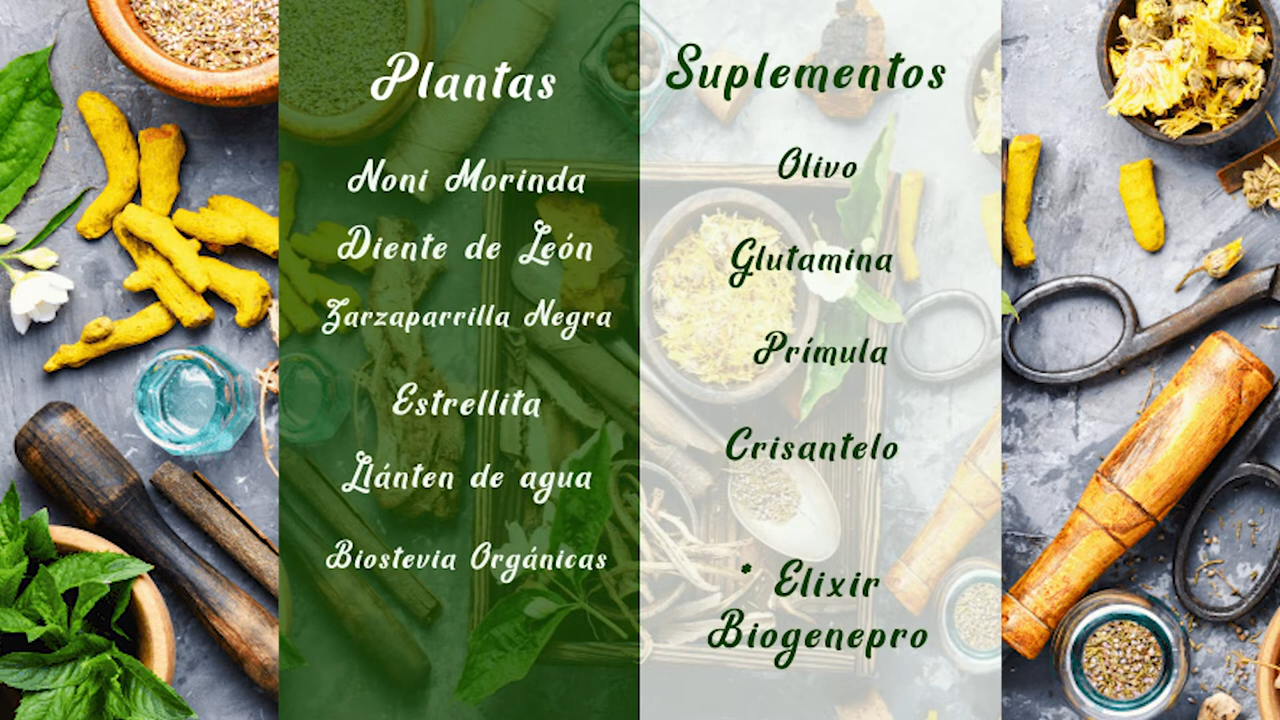 Plantas
Noni Morinda
Diente de León
Zarzaparrilla Negra
Estrellita
Llánten de agua
Biostevia Orgánicas
Suplementos
Olivo
Glutamina
Prímula
Crisantelo
* Elixir
Biogenepro